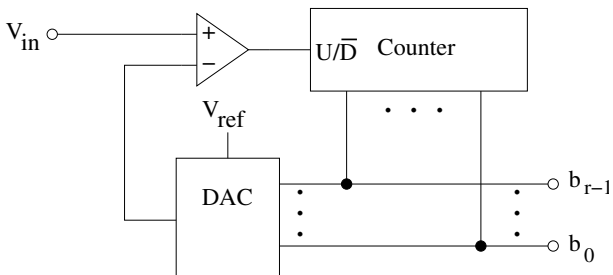 V_in
+
−
U/D̅ Counter
V_ref
DAC
b_r−1
b_0